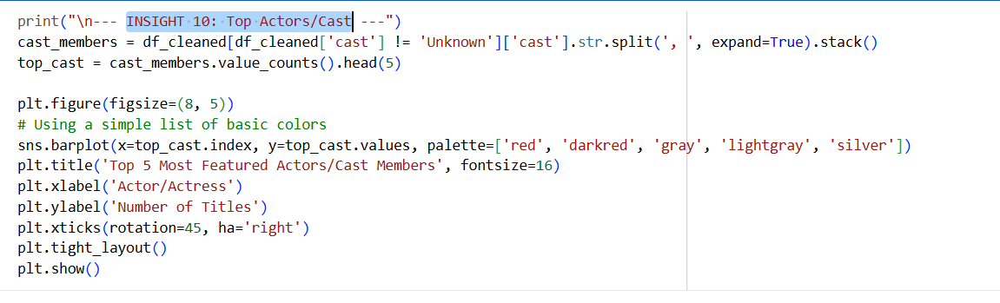 print("\n--- INSIGHT 10: Top Actors/Cast ---")
cast_members = df_cleaned[df_cleaned['cast'] != 'Unknown']['cast'].str.split(', ', expand=True).stack()
top_cast = cast_members.value_counts().head(5)

plt.figure(figsize=(8, 5))
# Using a simple list of basic colors
sns.barplot(x=top_cast.index, y=top_cast.values, palette=['red', 'darkred', 'gray', 'lightgray', 'silver'])
plt.title('Top 5 Most Featured Actors/Cast Members', fontsize=16)
plt.xlabel('Actor/Actress')
plt.ylabel('Number of Titles')
plt.xticks(rotation=45, ha='right')
plt.tight_layout()
plt.show()